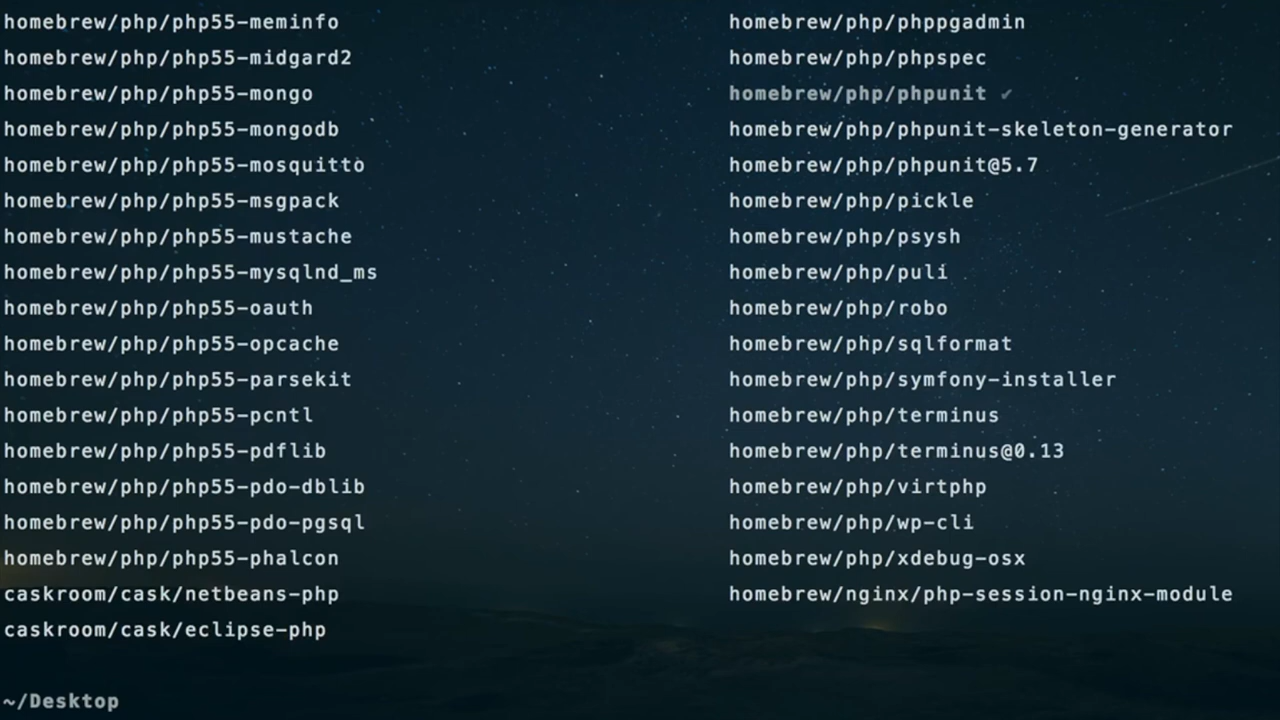 homebrew/php/php55-meminfo
homebrew/php/php55-midgard2
homebrew/php/php55-mongo
homebrew/php/php55-mongodb
homebrew/php/php55-mosquitto
homebrew/php/php55-msgpack
homebrew/php/php55-mustache
homebrew/php/php55-mysqlnd_ms
homebrew/php/php55-oauth
homebrew/php/php55-opcache
homebrew/php/php55-parsekit
homebrew/php/php55-pcntl
homebrew/php/php55-pdflib
homebrew/php/php55-pdo-dblib
homebrew/php/php55-pdo-pgsql
homebrew/php/php55-phalcon
caskroom/cask/netbeans-php
caskroom/cask/eclipse-php
homebrew/php/phppgadmin
homebrew/php/phpspec
homebrew/php/phpunit ✔
homebrew/php/phpunit-skeleton-generator
homebrew/php/phpunit@5.7
homebrew/php/pickle
homebrew/php/psysh
homebrew/php/puli
homebrew/php/robo
homebrew/php/sqlformat
homebrew/php/symfony-installer
homebrew/php/terminus
homebrew/php/terminus@0.13
homebrew/php/virtphp
homebrew/php/wp-cli
homebrew/php/xdebug-osx
homebrew/nginx/php-session-nginx-module
~/Desktop